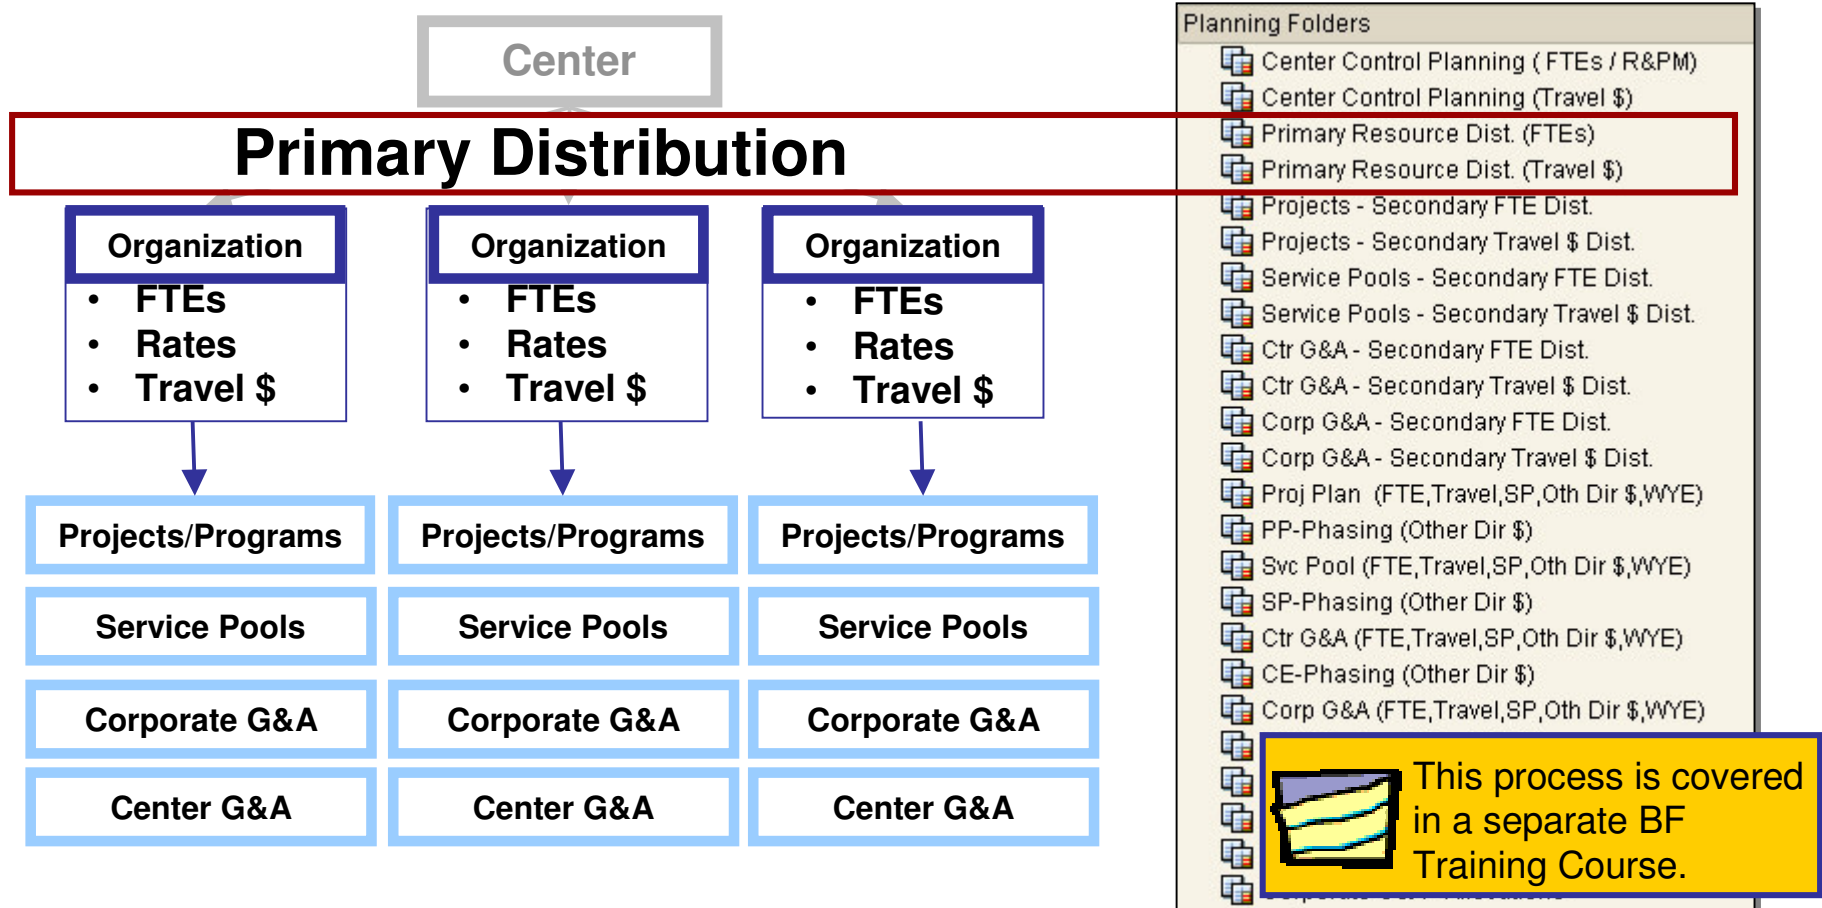 Center
Primary Distribution
Organization
• FTEs
• Rates
• Travel $
Organization
• FTEs
• Rates
• Travel $
Organization
• FTEs
• Rates
• Travel $
Projects/Programs
Projects/Programs
Projects/Programs
Service Pools
Service Pools
Service Pools
Corporate G&A
Corporate G&A
Corporate G&A
Center G&A
Center G&A
Center G&A
Planning Folders
Center Control Planning ( FTEs / R&PM)
Center Control Planning (Travel $)
Primary Resource Dist. (FTEs)
Primary Resource Dist. (Travel $)
Projects - Secondary FTE Dist.
Projects - Secondary Travel $ Dist.
Service Pools - Secondary FTE Dist.
Service Pools - Secondary Travel $ Dist.
Ctr G&A - Secondary FTE Dist.
Ctr G&A - Secondary Travel $ Dist.
Corp G&A - Secondary FTE Dist.
Corp G&A - Secondary Travel $ Dist.
Proj Plan (FTE,Travel,SP,Oth Dir $,WYE)
PP-Phasing (Other Dir $)
Svc Pool (FTE,Travel,SP,Oth Dir $,WYE)
SP-Phasing (Other Dir $)
Ctr G&A (FTE,Travel,SP,Oth Dir $,WYE)
CE-Phasing (Other Dir $)
Corp G&A (FTE,Travel,SP,Oth Dir $,WYE)
This process is covered
in a separate BF
Training Course.